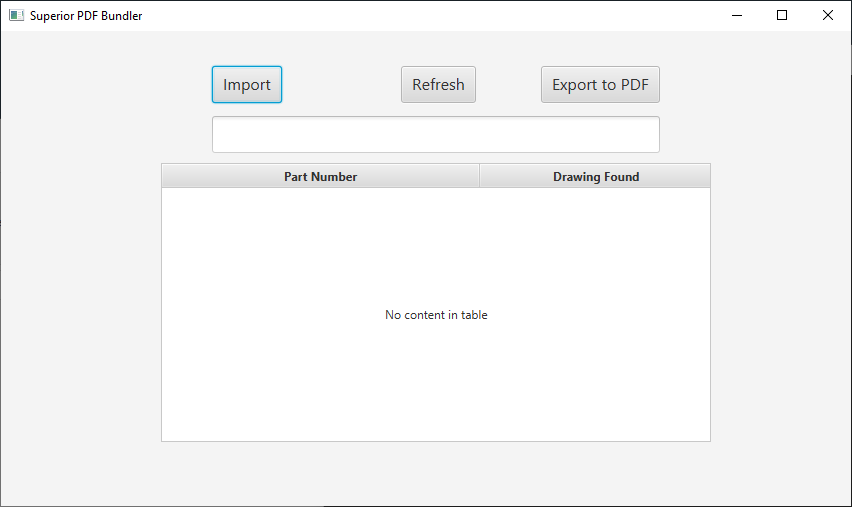 Superior PDF Bundler
Import Refresh Export to PDF
Part Number Drawing Found
No content in table